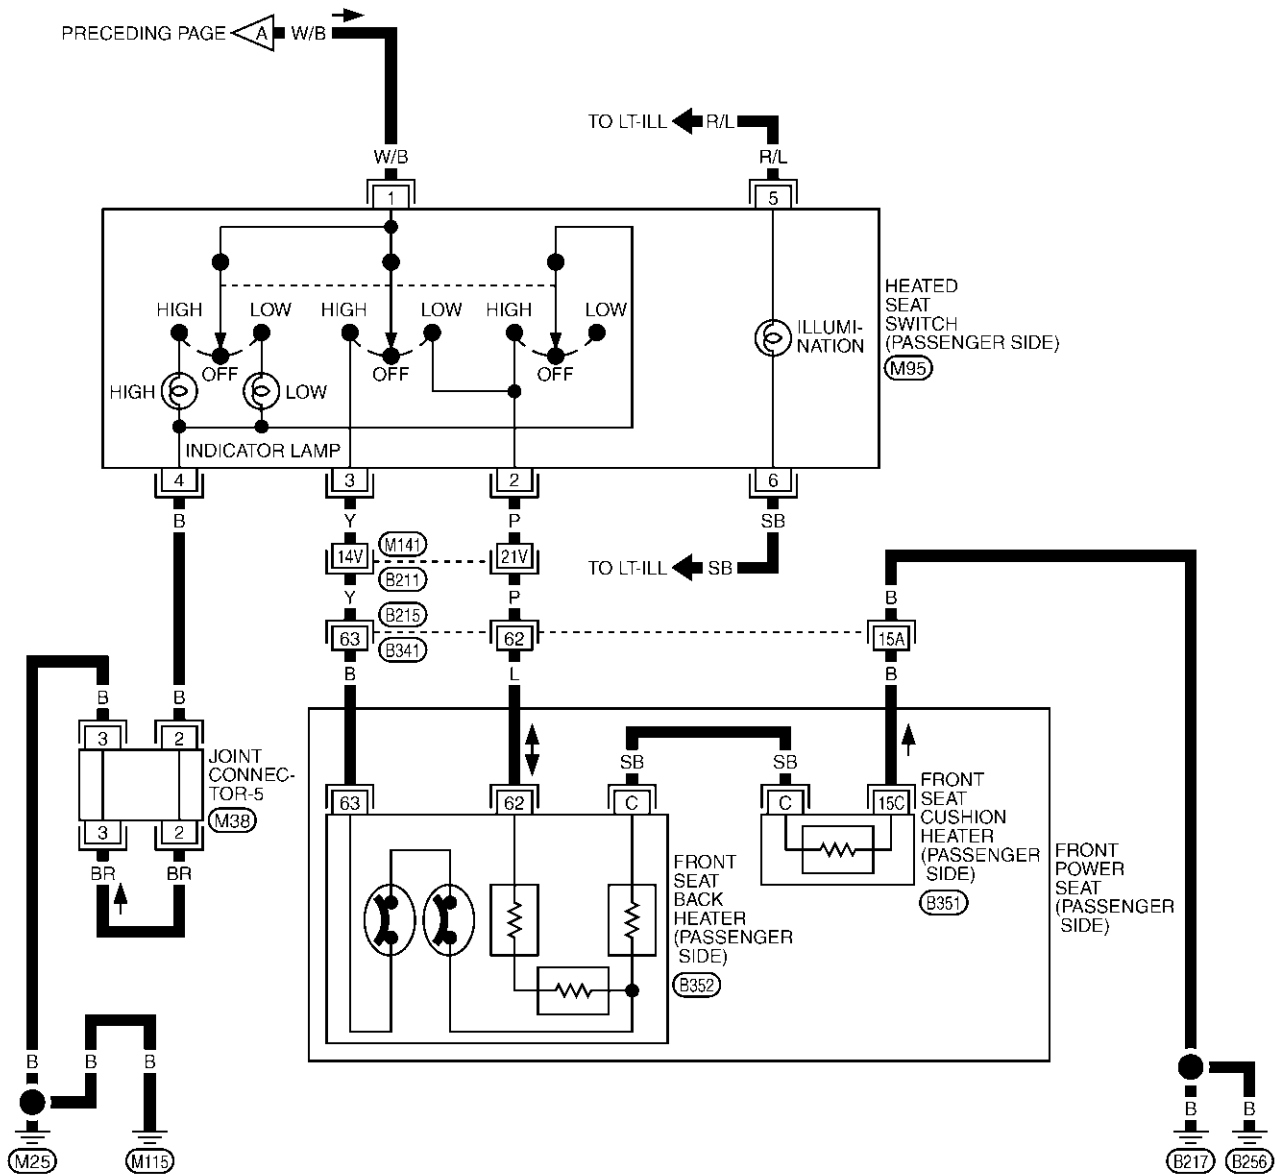 PRECEDING PAGE A W/B
TO LT-ILL R/L
W/B
R/L
1
5
HIGH LOW HIGH LOW HIGH LOW
OFF OFF OFF
HIGH LOW
INDICATOR LAMP
ILLUMI-
NATION
HEATED
SEAT
SWITCH
(PASSENGER SIDE)
M95
4 3 2 6
B Y P SB
14V M141 21V
B211
TO LT-ILL SB
Y P B
B215
63 62 15A
B341
B L B
B B
3 2
JOINT
CONNEC-
TOR-5
M38
3 2
BR BR
SB SB
63 62 C C 15C
FRONT
SEAT
CUSHION
HEATER
(PASSENGER
SIDE)
B351
FRONT
SEAT
BACK
HEATER
(PASSENGER
SIDE)
B352
FRONT
POWER
SEAT
(PASSENGER
SIDE)
B B B
B B
M25 M115
B217 B256